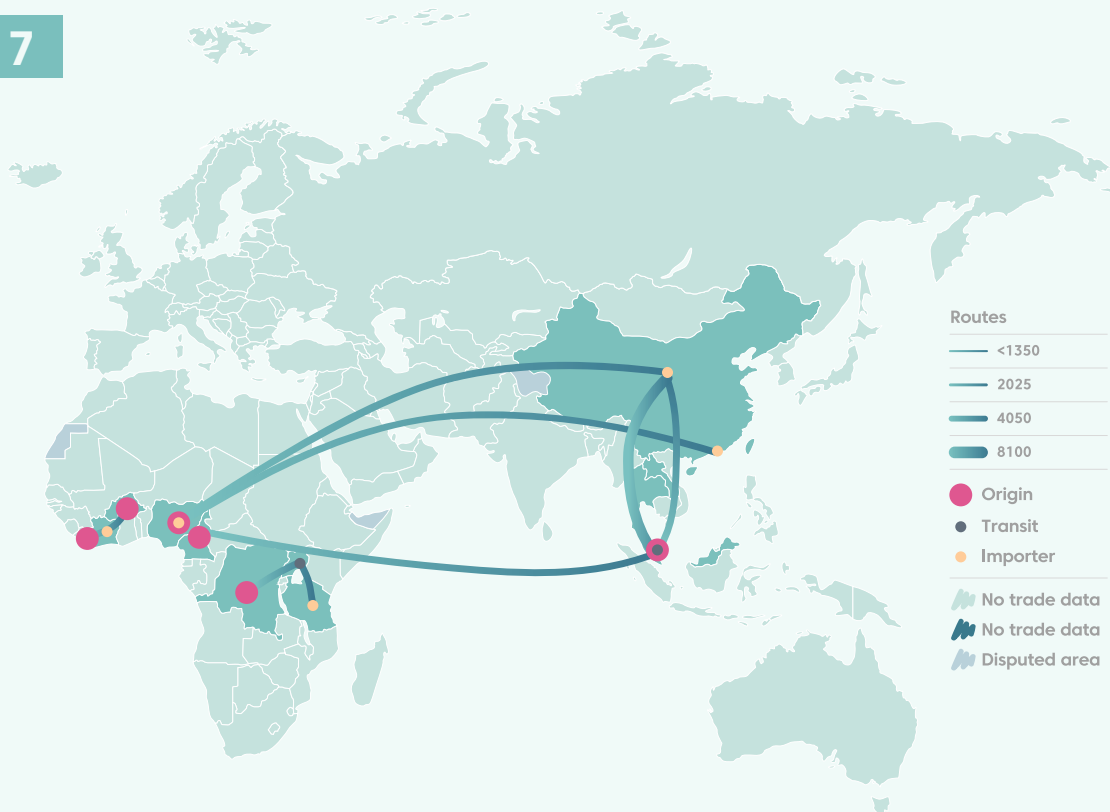 7
Routes
<1350
2025
4050
8100
Origin
Transit
Importer
No trade data
No trade data
Disputed area